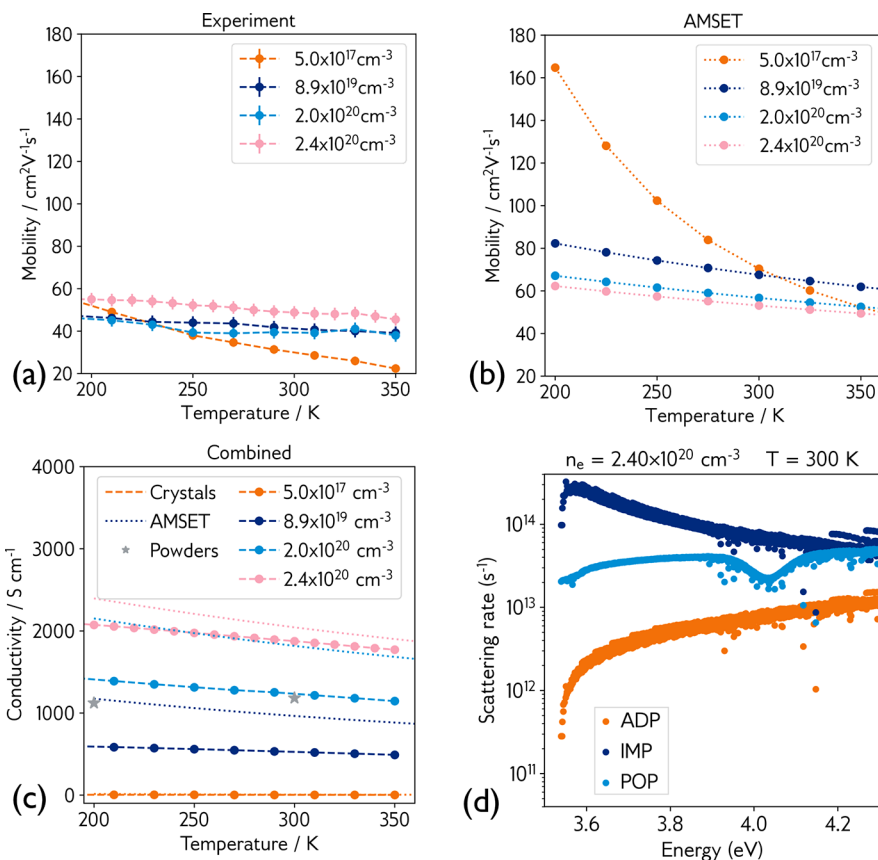 Experiment
180
160
140
120
100
80
60
40
20
Mobility / cm²V⁻¹s⁻¹
5.0x10¹⁷cm⁻³
8.9x10¹⁹cm⁻³
2.0x10²⁰cm⁻³
2.4x10²⁰cm⁻³
200 250 300 350
Temperature / K
(a)
AMSET
180
160
140
120
100
80
60
40
20
Mobility / cm²V⁻¹s⁻¹
5.0x10¹⁷cm⁻³
8.9x10¹⁹cm⁻³
2.0x10²⁰cm⁻³
2.4x10²⁰cm⁻³
200 250 300 350
Temperature / K
(b)
Combined
4000
3000
2000
1000
0
Conductivity / S cm⁻¹
Crystals
AMSET
Powders
5.0x10¹⁷ cm⁻³
8.9x10¹⁹ cm⁻³
2.0x10²⁰ cm⁻³
2.4x10²⁰ cm⁻³
200 250 300 350
Temperature / K
(c)
nₑ = 2.40×10²⁰ cm⁻³ T = 300 K
10¹⁴
10¹³
10¹²
10¹¹
Scattering rate (s⁻¹)
ADP
IMP
POP
3.6 3.8 4.0 4.2
Energy (eV)
(d)